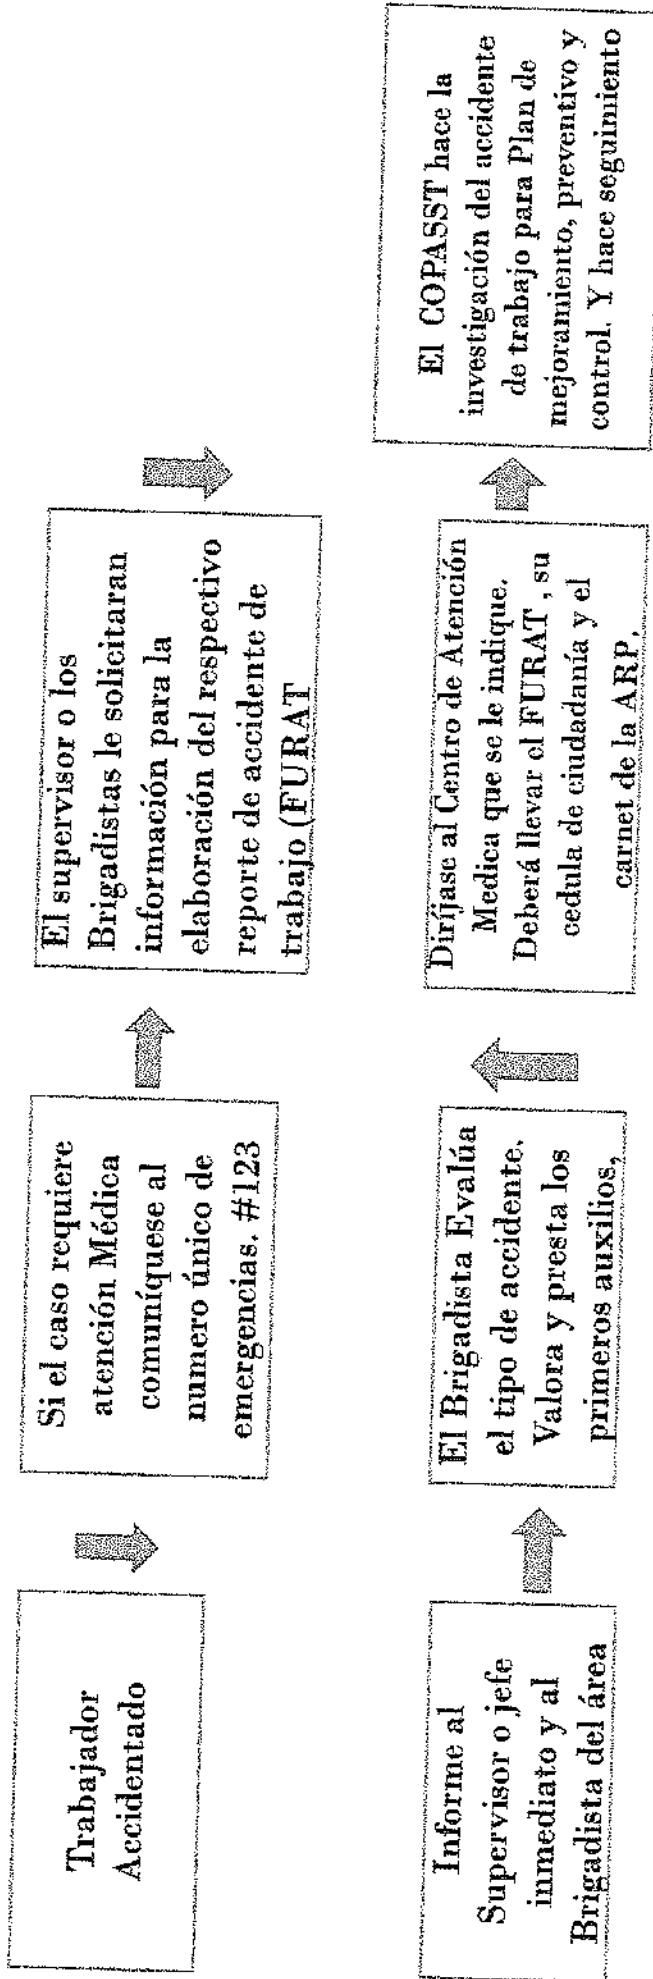 Trabajador
Accidentado
Informe al
Supervisor o jefe
inmediato y al
Brigadista del área
El Brigadista Evalúa
el tipo de accidente.
Valora y presta los
primeros auxilios,
Si el caso requiere
atención Médica
comuníquese al
numero único de
emergencias. #123
El supervisor o los
Brigadistas le solicitaran
información para la
elaboración del respectivo
reporte de accidente de
trabajo (FURAT
Diríjase al Centro de Atención
Medica que se le indique.
Deberá llevar el FURAT , su
cedula de ciudadanía y el
carnet de la ARP.
El COPASST hace la
investigación del accidente
de trabajo para Plan de
mejoramiento, preventivo y
control. Y hace seguimiento